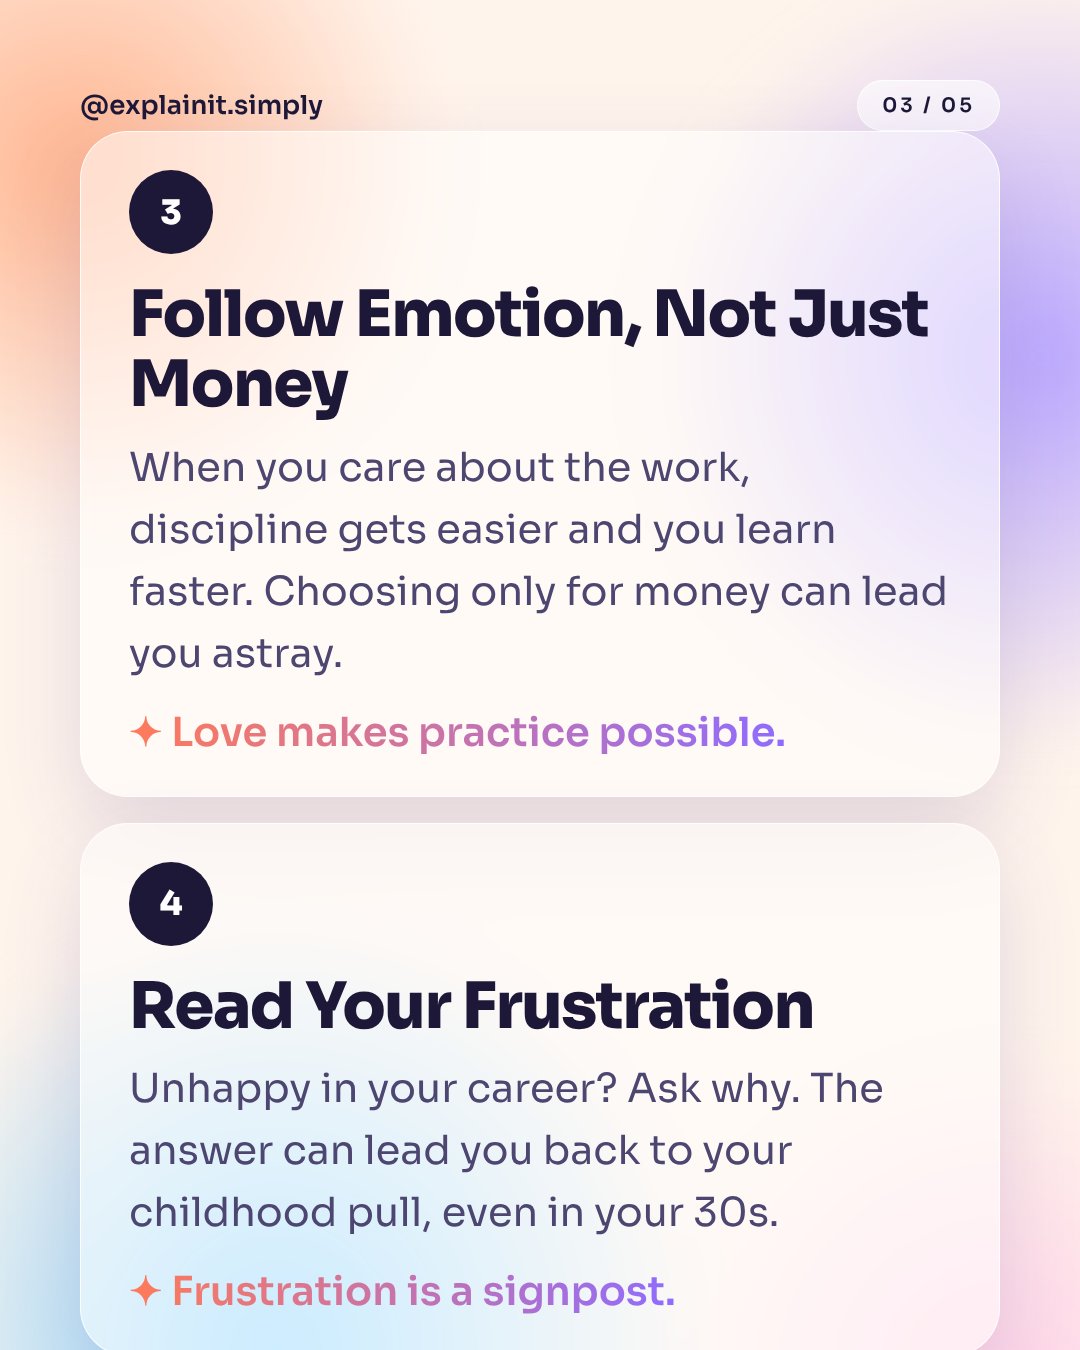 @explainit.simply
03 / 05
3
Follow Emotion, Not Just
Money
When you care about the work,
discipline gets easier and you learn
faster. Choosing only for money can lead
you astray.
✦ Love makes practice possible.
4
Read Your Frustration
Unhappy in your career? Ask why. The
answer can lead you back to your
childhood pull, even in your 30s.
✦ Frustration is a signpost.